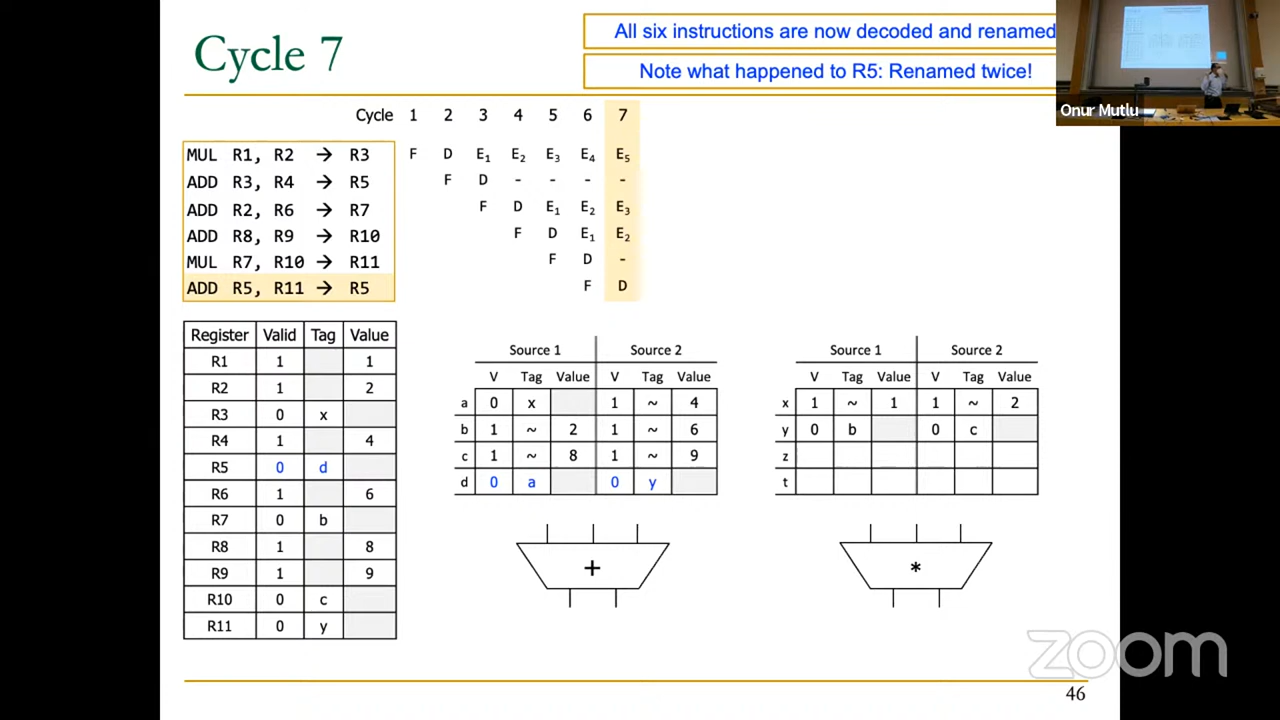 Cycle 7
All six instructions are now decoded and renamed
Note what happened to R5: Renamed twice!
Onur Mutlu
Cycle 1 2 3 4 5 6 7
MUL R1, R2 → R3 F D E₁ E₂ E₃ E₄ E₅
ADD R3, R4 → R5 F D - - - -
ADD R2, R6 → R7 F D E₁ E₂ E₃
ADD R8, R9 → R10 F D E₁ E₂
MUL R7, R10 → R11 F D -
ADD R5, R11 → R5 F D
Register Valid Tag Value
R1 1 1
R2 1 2
R3 0 x
R4 1 4
R5 0 d
R6 1 6
R7 0 b
R8 1 8
R9 1 9
R10 0 c
R11 0 y
Source 1 Source 2
V Tag Value V Tag Value
a 0 x 1 ~ 4
b 1 ~ 2 1 ~ 6
c 1 ~ 8 1 ~ 9
d 0 a 0 y
+
Source 1 Source 2
V Tag Value V Tag Value
x 1 ~ 1 1 ~ 2
y 0 b 0 c
z
t
*
zoom
46